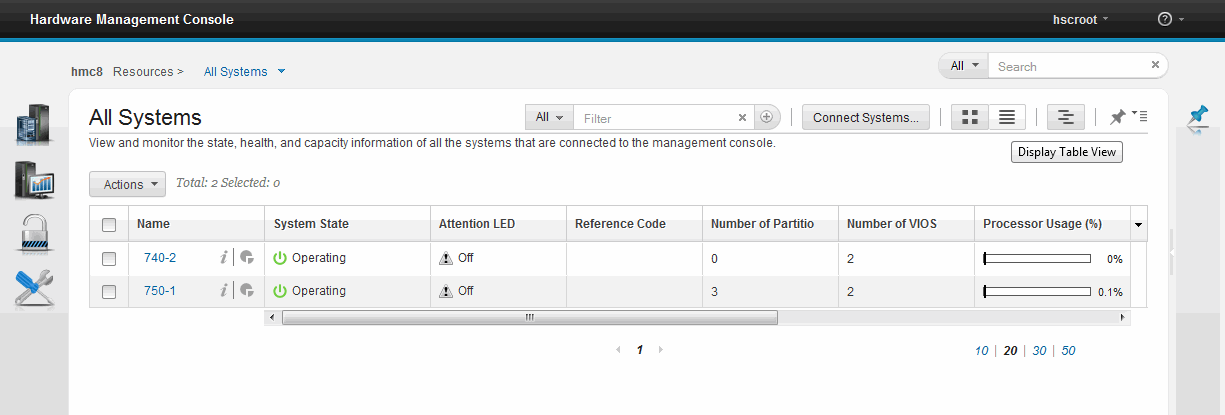 Hardware Management Console hscroot ?
hmc8 Resources > All Systems All Search
All Systems All Filter Connect Systems...
View and monitor the state, health, and capacity information of all the systems that are connected to the management console.
Display Table View
Actions Total: 2 Selected: 0
Name System State Attention LED Reference Code Number of Partitio Number of VIOS Processor Usage (%)
740-2 i Operating Off 0 2 0%
750-1 i Operating Off 3 2 0.1%
1 10 | 20 | 30 | 50